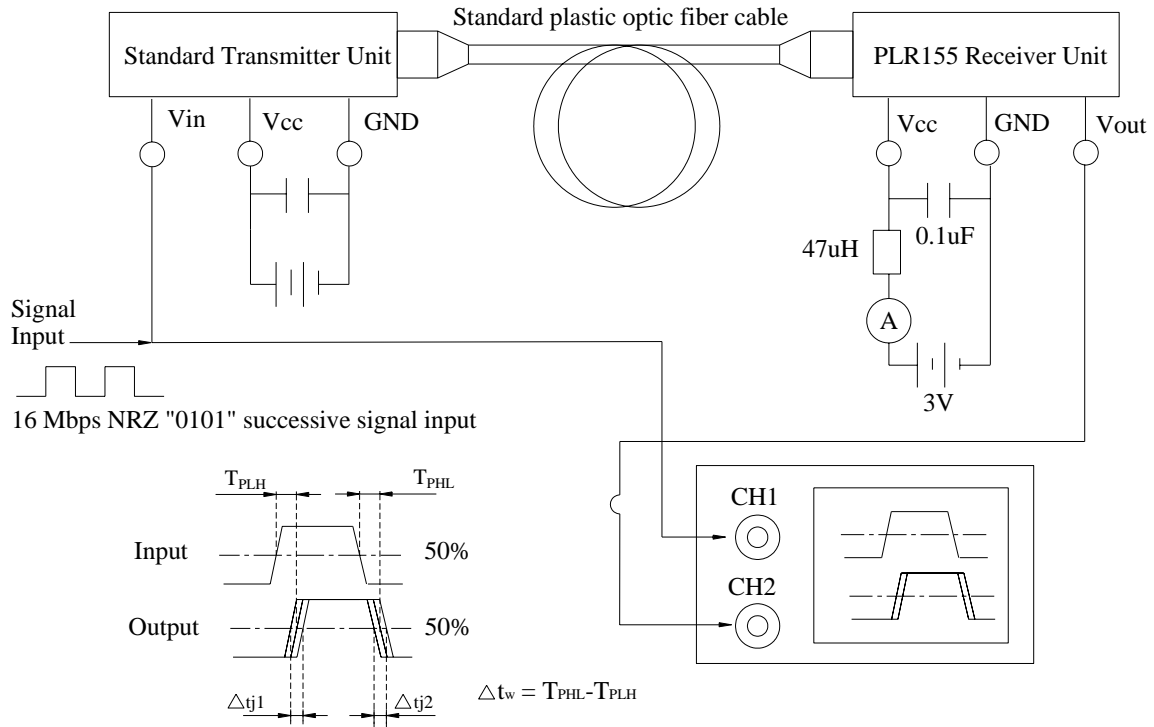 Standard plastic optic fiber cable
Standard Transmitter Unit
PLR155 Receiver Unit
Vin
Vcc
GND
Vcc
GND
Vout
47uH
0.1uF
A
3V
Signal
Input
16 Mbps NRZ "0101" successive signal input
TPLH
TPHL
Input
50%
Output
50%
△tj1
△tj2
△tw = TPHL-TPLH
CH1
CH2